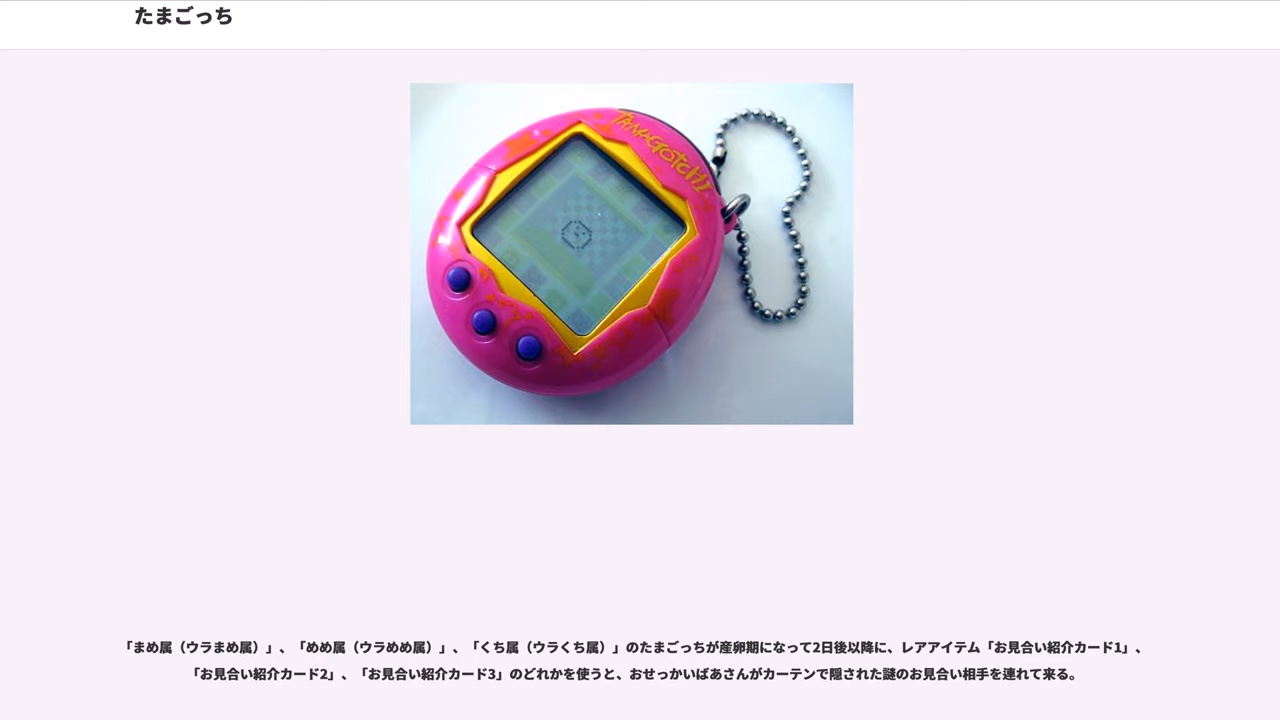 たまごっち
TAMAGOTCHI
「まめ属（ウラまめ属）」、「めめ属（ウラめめ属）」、「くち属（ウラくち属）」のたまごっちが産卵期になって2日後以降に、レアアイテム「お見合い紹介カード1」、
「お見合い紹介カード2」、「お見合い紹介カード3」のどれかを使うと、おせっかいばあさんがカーテンで隠された謎のお見合い相手を連れて来る。